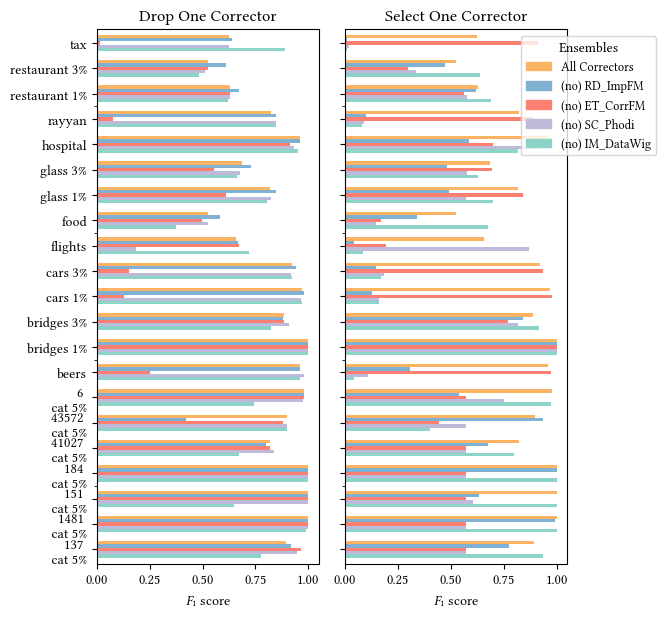 Drop One Corrector
Select One Corrector
tax
restaurant 3%
restaurant 1%
rayyan
hospital
glass 3%
glass 1%
food
flights
cars 3%
cars 1%
bridges 3%
bridges 1%
beers
6
cat 5%
43572
cat 5%
41027
cat 5%
184
cat 5%
151
cat 5%
1481
cat 5%
137
cat 5%
0.00 0.25 0.50 0.75 1.00
F₁ score
0.00 0.25 0.50 0.75 1.00
F₁ score
Ensembles
All Correctors
(no) RD_ImpFM
(no) ET_CorrFM
(no) SC_Phodi
(no) IM_DataWig